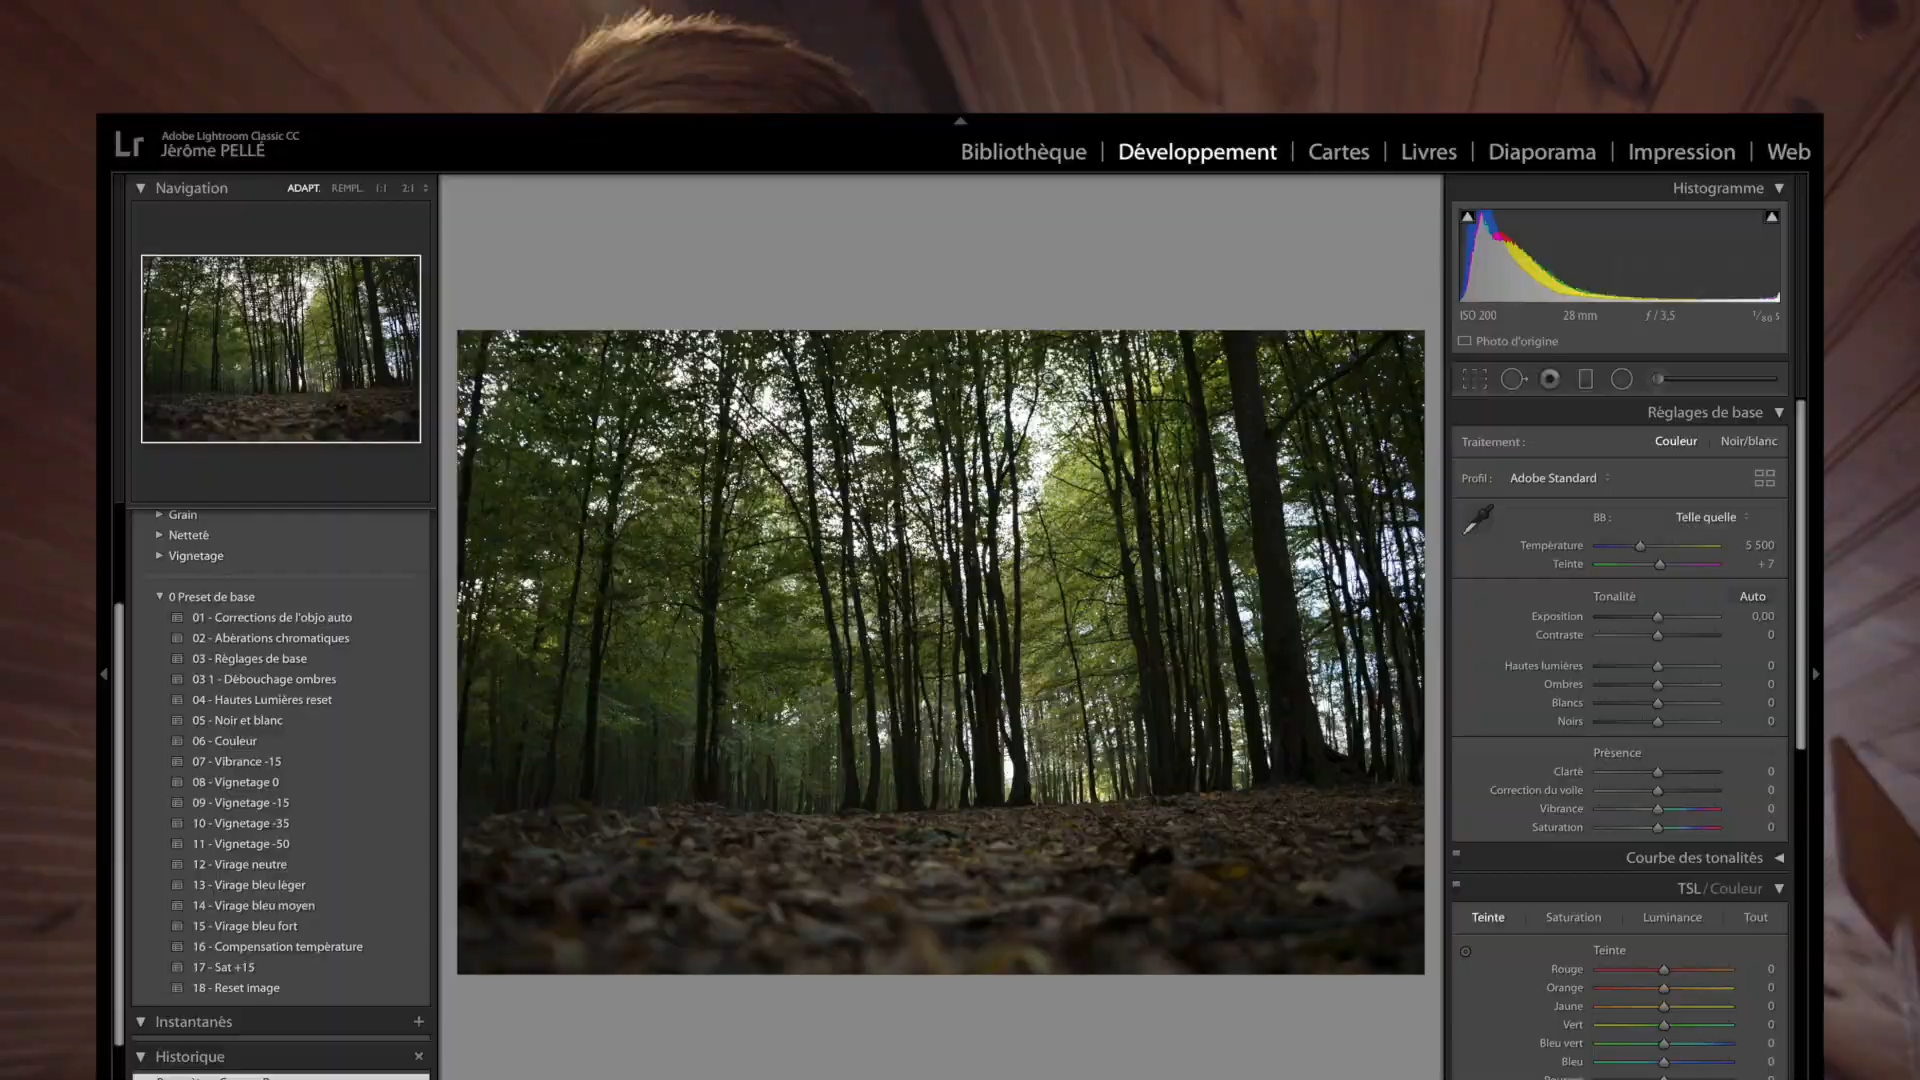 Lr
Adobe Lightroom Classic CC
Jérôme PELLÉ
Bibliothèque | Développement | Cartes | Livres | Diaporama | Impression | Web
Navigation ADAPT. REMPL. 1:1 2:1
Grain
Netteté
Vignetage
0 Preset de base
01 - Corrections de l'objo auto
02 - Abérations chromatiques
03 - Règlages de base
03 1 - Débouchage ombres
04 - Hautes Lumières reset
05 - Noir et blanc
06 - Couleur
07 - Vibrance -15
08 - Vignetage 0
09 - Vignetage -15
10 - Vignetage -35
11 - Vignetage -50
12 - Virage neutre
13 - Virage bleu léger
14 - Virage bleu moyen
15 - Virage bleu fort
16 - Compensation tempèrature
17 - Sat +15
18 - Reset image
Instantanés +
Historique ×
Histogramme
ISO 200 28 mm ƒ / 3,5 1/80 s
Photo d'origine
Réglages de base
Traitement : Couleur Noir/blanc
Profil : Adobe Standard
BB : Telle quelle
Température 5 500
Teinte + 7
Tonalité Auto
Exposition 0,00
Contraste 0
Hautes lumières 0
Ombres 0
Blancs 0
Noirs 0
Présence
Clarté 0
Correction du voile 0
Vibrance 0
Saturation 0
Courbe des tonalités
TSL / Couleur
Teinte Saturation Luminance Tout
Teinte
Rouge 0
Orange 0
Jaune 0
Vert 0
Bleu vert 0
Bleu 0